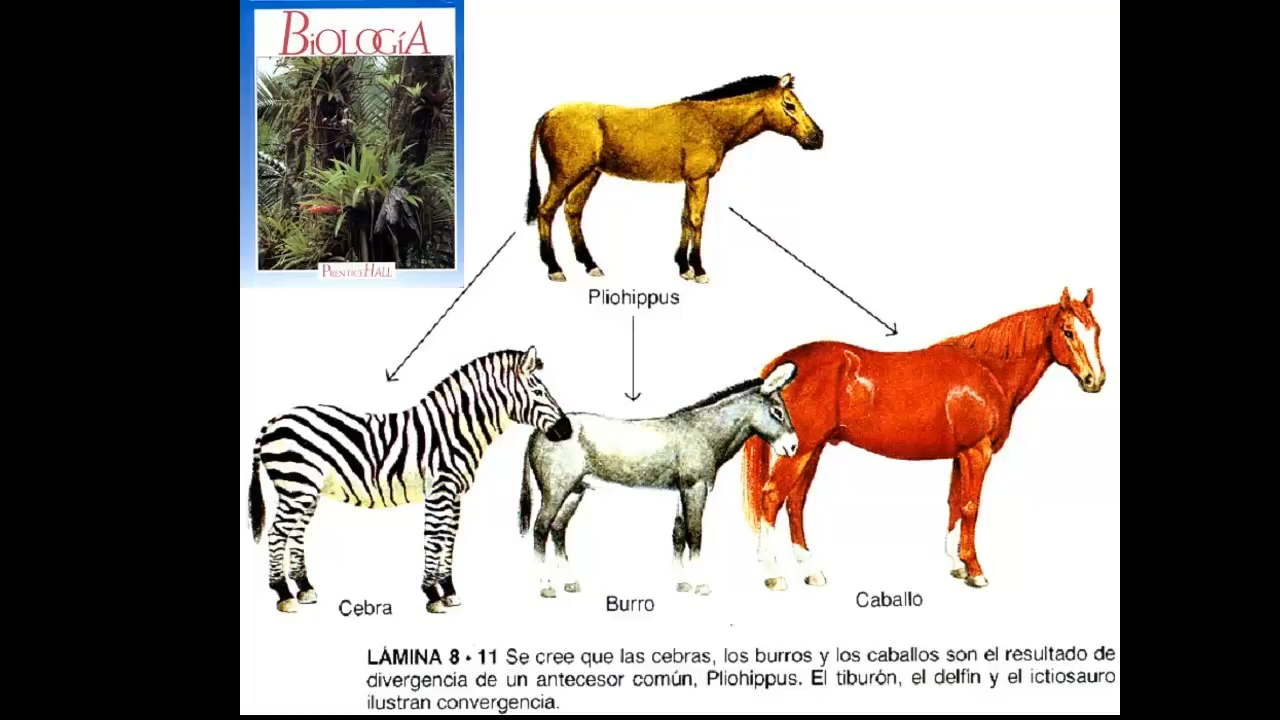 BiOLOGíA
PRENTICE HALL
Pliohippus
Cebra
Burro
Caballo
LÁMINA 8 • 11 Se cree que las cebras, los burros y los caballos son el resultado de
divergencia de un antecesor común, Pliohippus. El tiburón, el delfín y el ictiosauro
ilustran convergencia.